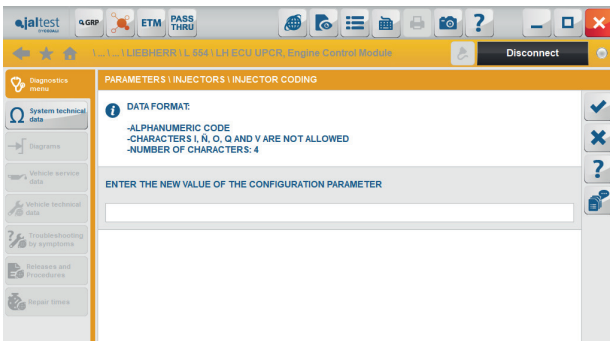 ajaltest
GRP
ETM
PASS
THRU
?
\ ... \ ... \ LIEBHERR \ L 554 \ LH ECU UPCR, Engine Control Module
Disconnect
Diagnostics
menu
PARAMETERS \ INJECTORS \ INJECTOR CODING
System technical
data
DATA FORMAT:
-ALPHANUMERIC CODE
-CHARACTERS I, Ñ, O, Q AND V ARE NOT ALLOWED
-NUMBER OF CHARACTERS: 4
Diagrams
Vehicle service
data
ENTER THE NEW VALUE OF THE CONFIGURATION PARAMETER
?
Vehicle technical
data
Troubleshooting
by symptoms
Releases and
Procedures
Repair times